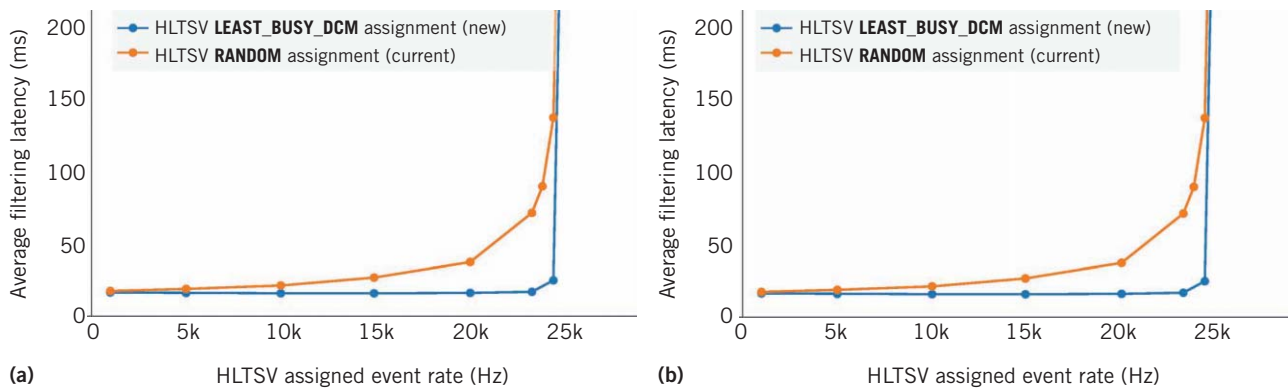 HLTSV LEAST_BUSY_DCM assignment (new)
HLTSV RANDOM assignment (current)
Average filtering latency (ms)
200
150
100
50
0
0 5k 10k 15k 20k 25k
(a) HLTSV assigned event rate (Hz)
HLTSV LEAST_BUSY_DCM assignment (new)
HLTSV RANDOM assignment (current)
Average filtering latency (ms)
200
150
100
50
0
0 5k 10k 15k 20k 25k
(b) HLTSV assigned event rate (Hz)